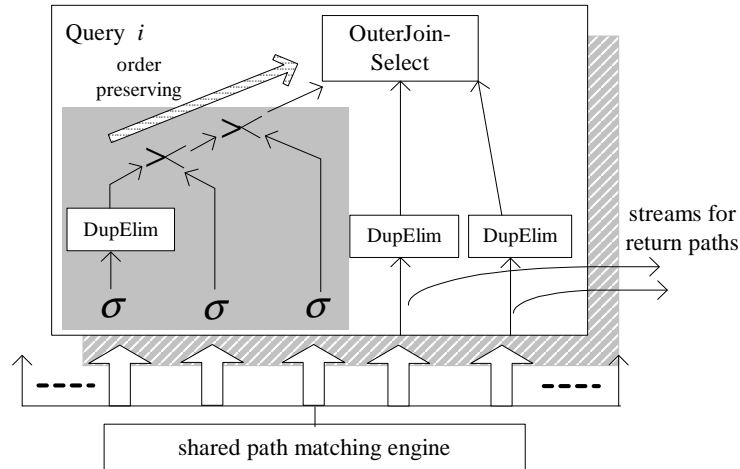 Query i
OuterJoin-
Select
order
preserving
DupElim
DupElim
DupElim
streams for
return paths
σ
σ
σ
shared path matching engine